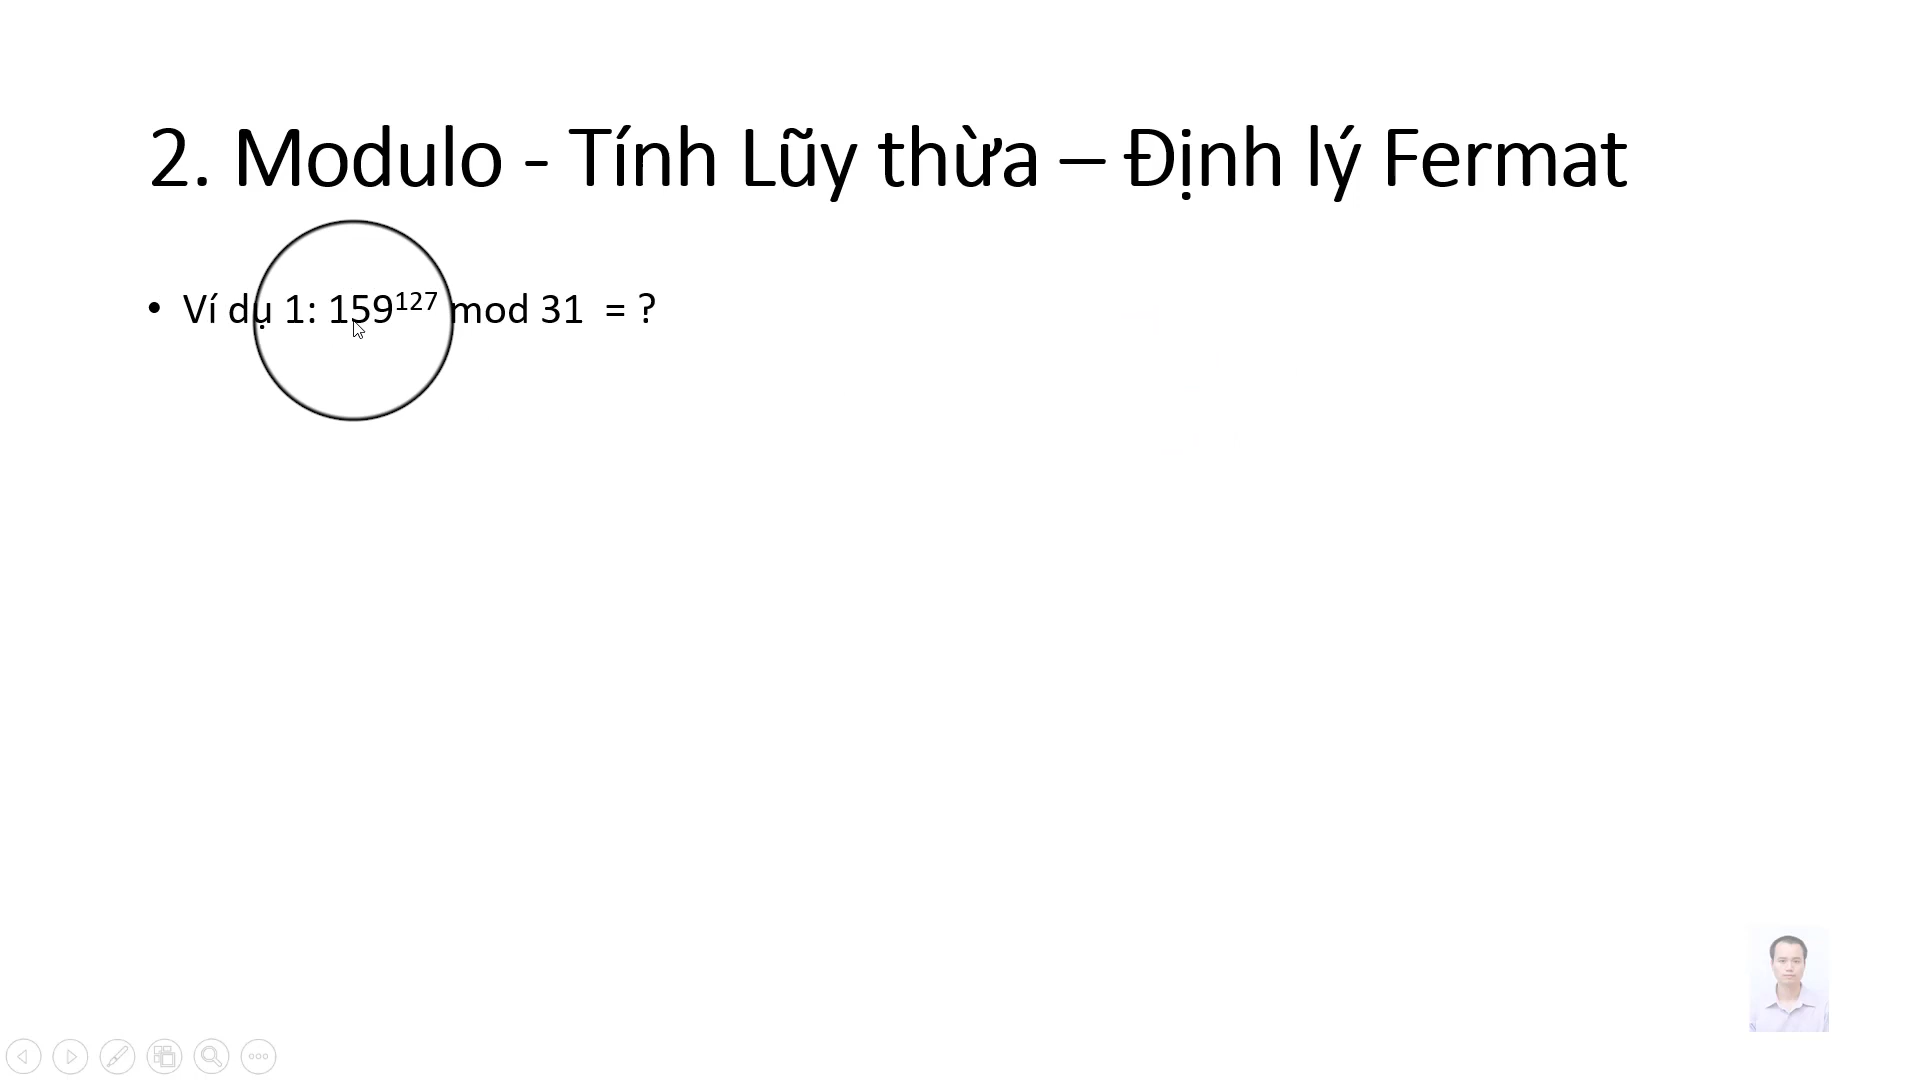 2. Modulo - Tính Lũy thừa – Định lý Fermat
• Ví dụ 1: 159¹²⁷ mod 31 = ?